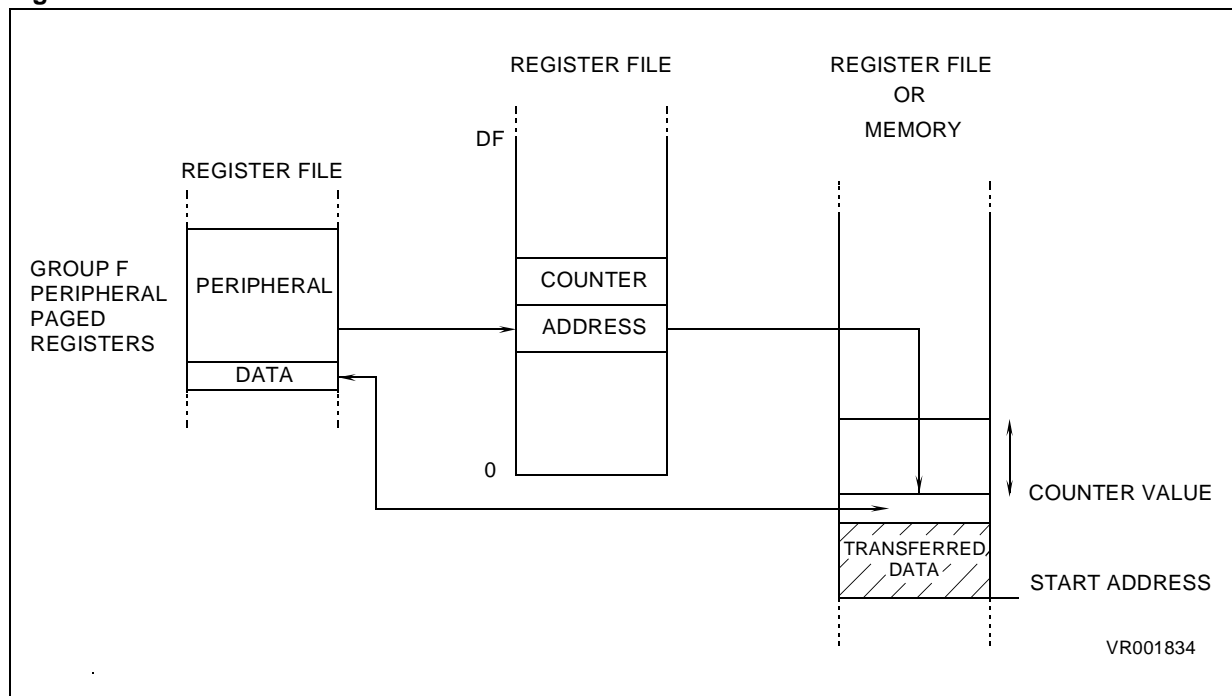 REGISTER FILE
REGISTER FILE
OR
MEMORY
DF
REGISTER FILE
GROUP F
PERIPHERAL
PAGED
REGISTERS
PERIPHERAL
DATA
COUNTER
ADDRESS
0
COUNTER VALUE
TRANSFERRED
DATA
START ADDRESS
VR001834